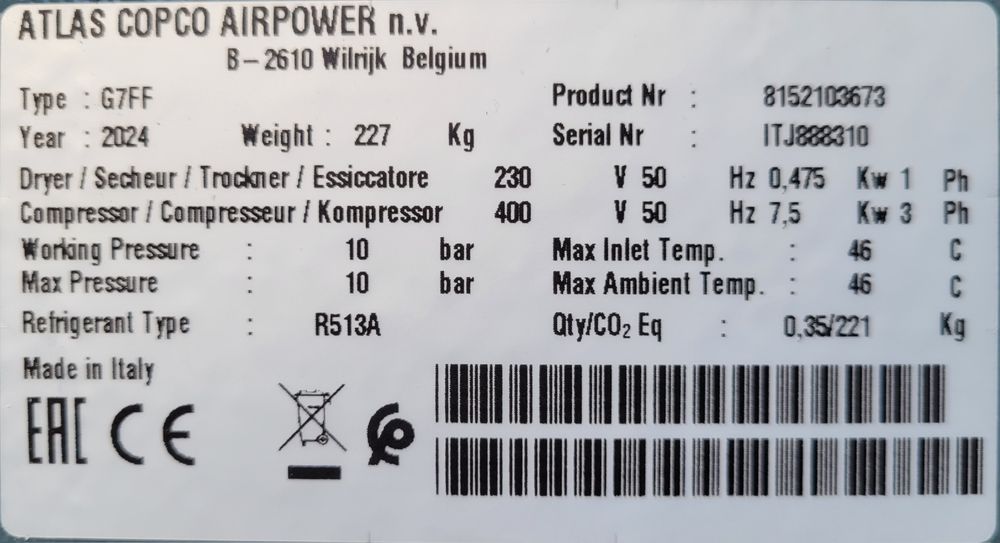 ATLAS COPCO AIRPOWER n.v.
B-2610 Wilrijk Belgium
Type : G7FF Product Nr : 8152103673
Year : 2024 Weight : 227 Kg Serial Nr : ITJ888310
Dryer / Secheur / Trockner / Essiccatore 230 V 50 Hz 0,475 Kw 1 Ph
Compressor / Compresseur / Kompressor 400 V 50 Hz 7,5 Kw 3 Ph
Working Pressure : 10 bar Max Inlet Temp. : 46 C
Max Pressure : 10 bar Max Ambient Temp. : 46 C
Refrigerant Type : R513A Qty/CO₂ Eq : 0,35/221 Kg
Made in Italy
EAC CE